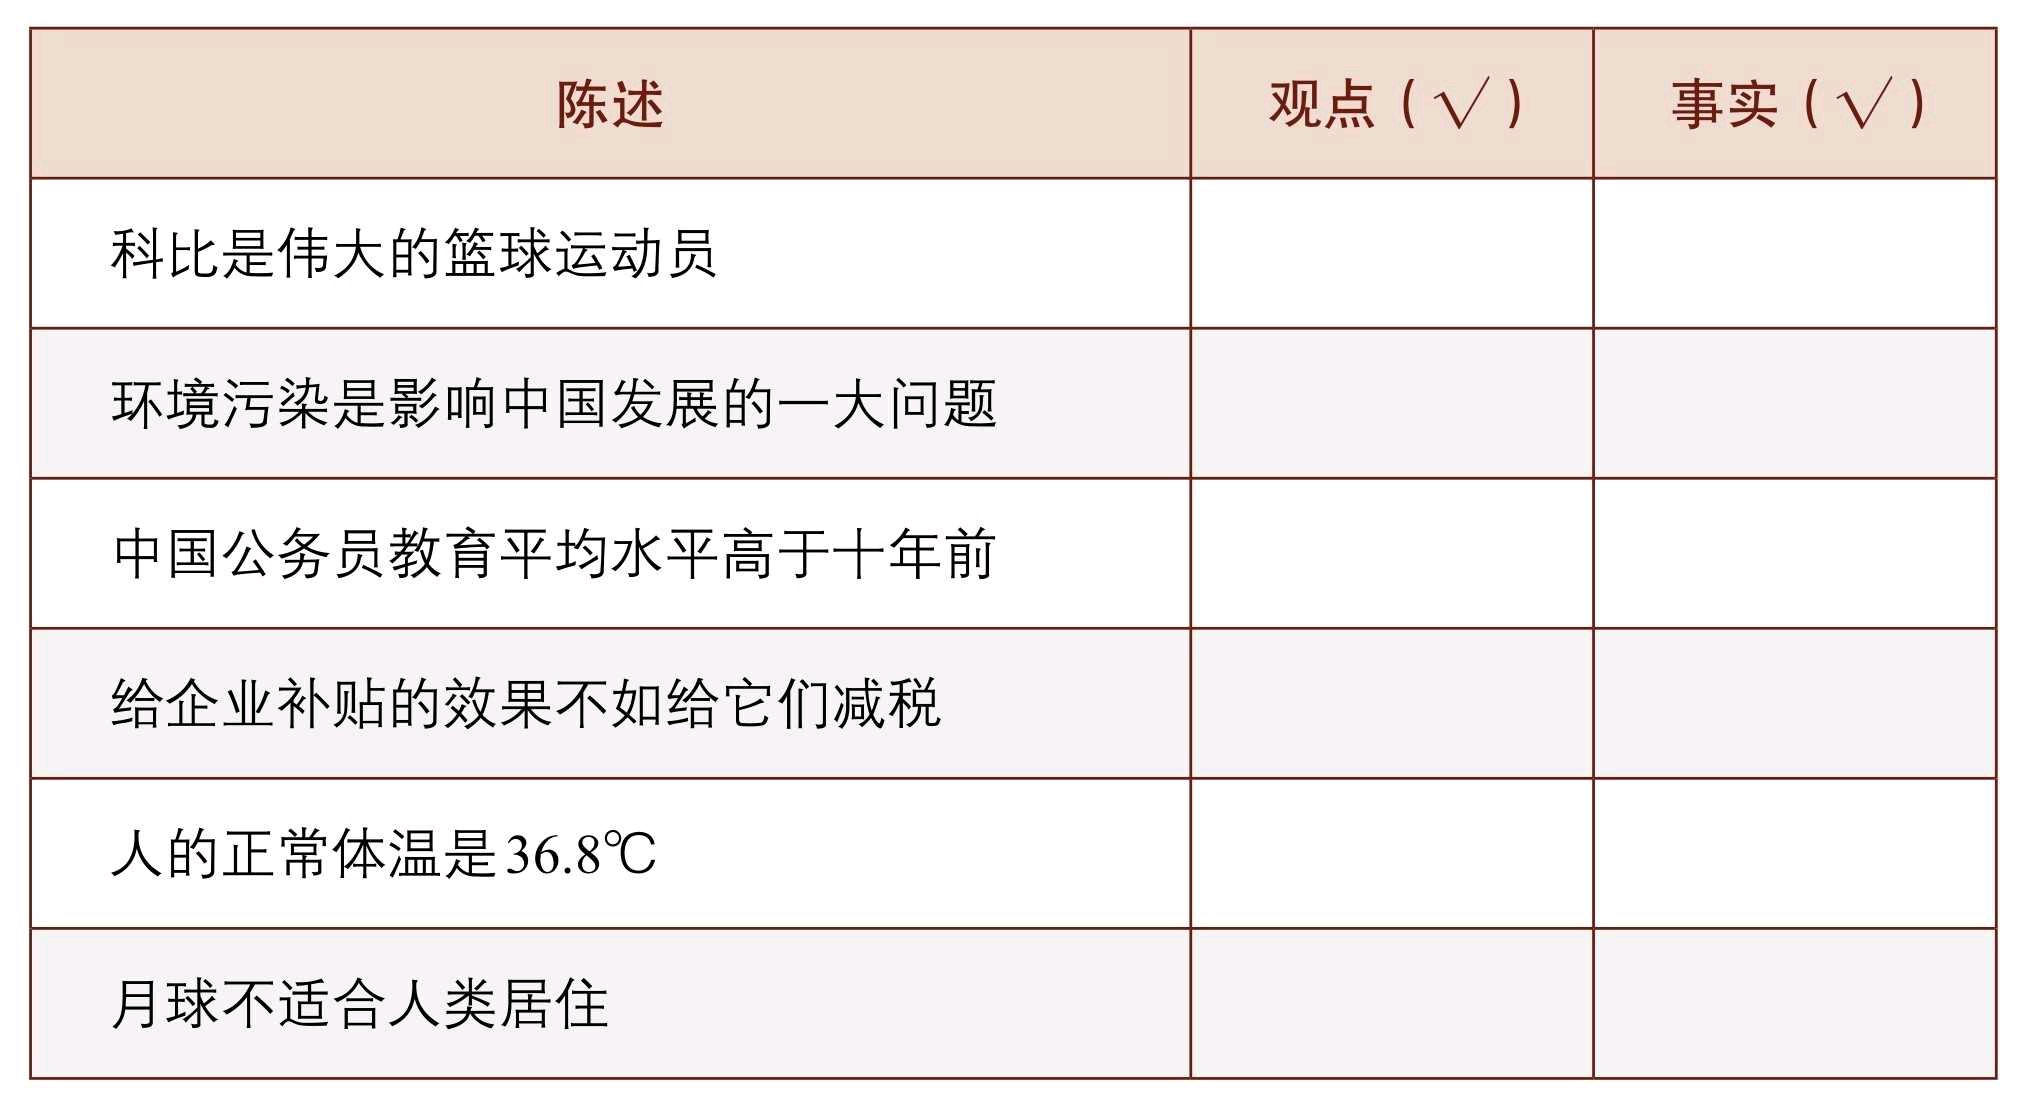 陈述 观点（√） 事实（√）
科比是伟大的篮球运动员
环境污染是影响中国发展的一大问题
中国公务员教育平均水平高于十年前
给企业补贴的效果不如给它们减税
人的正常体温是36.8℃
月球不适合人类居住